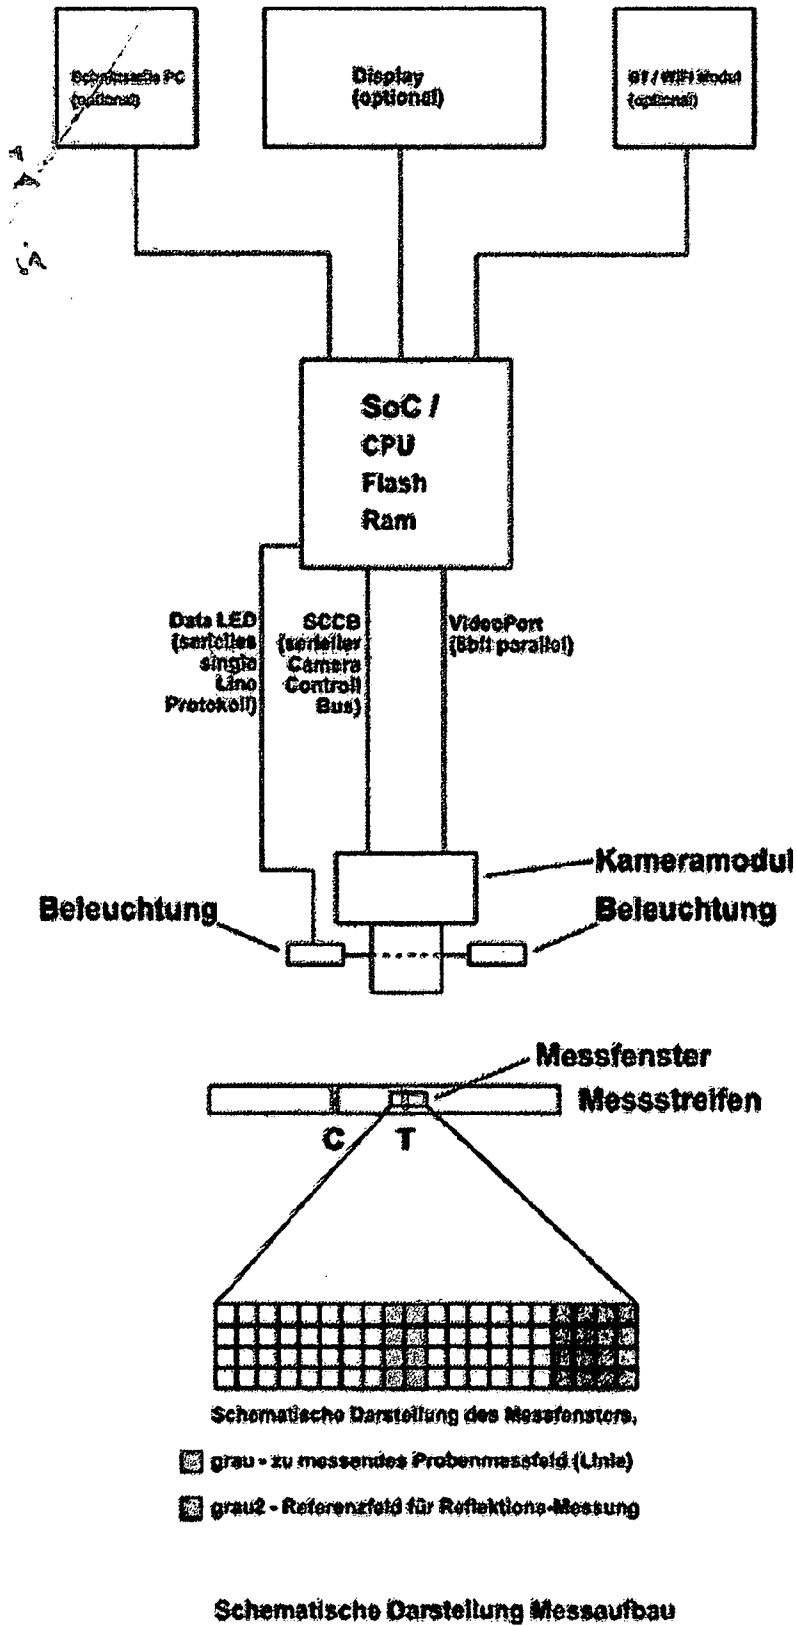 Schnittstelle PC
(optional)
Display
(optional)
BT / WiFi Modul
(optional)
SoC /
CPU
Flash
Ram
Data LED
(serielles
single
Line
Protokoll)
SCCB
(serieller
Camera
Controll
Bus)
VideoPort
(8bit parallel)
Kameramodul
Beleuchtung
Beleuchtung
Messfenster
Messstreifen
C
T
Schematische Darstellung des Messfensters,
grau - zu messendes Probenmessfeld (Linie)
grau2 - Referenzfeld für Reflektions-Messung
Schematische Darstellung Messaufbau